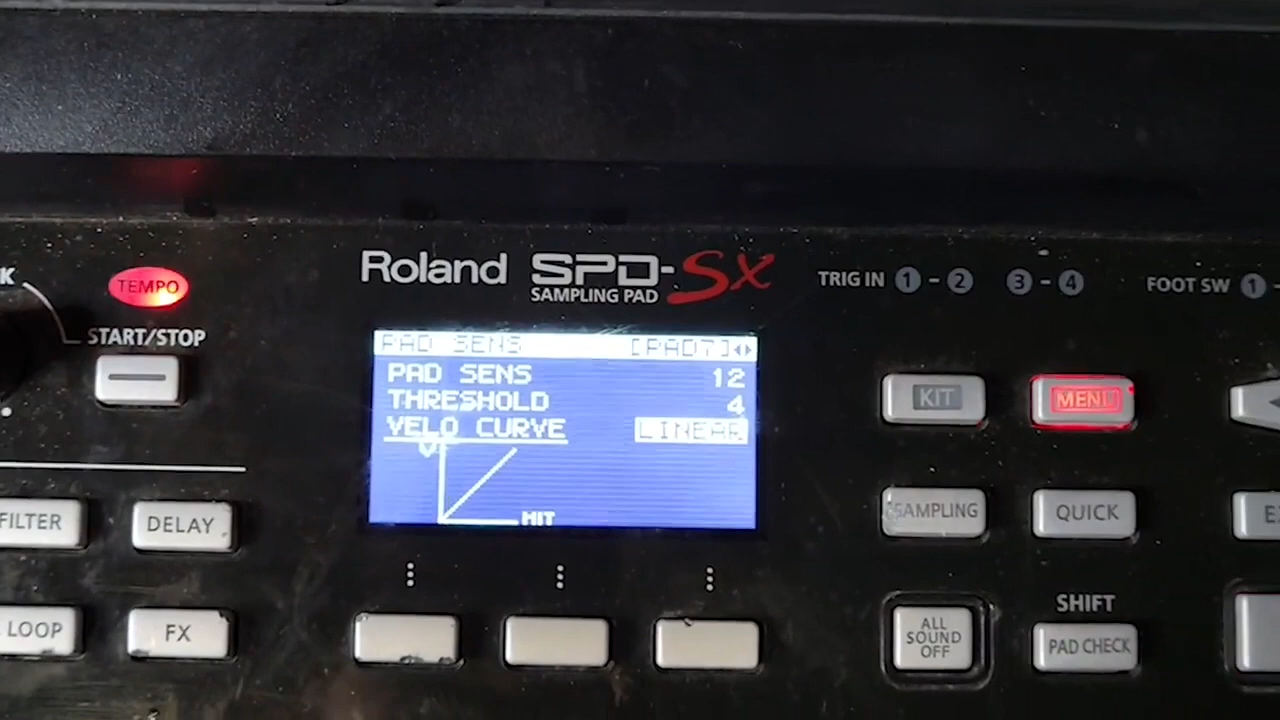 Roland SPD-SX
SAMPLING PAD
TRIG IN 1 - 2 3 - 4 FOOT SW 1 -
K
TEMPO
START/STOP
PAD SENS [PAD7]
PAD SENS 12
THRESHOLD 4
VELO CURVE LINEAR
V
HIT
KIT MENU
FILTER DELAY
SAMPLING QUICK
LOOP FX
ALL
SOUND
OFF
SHIFT
PAD CHECK